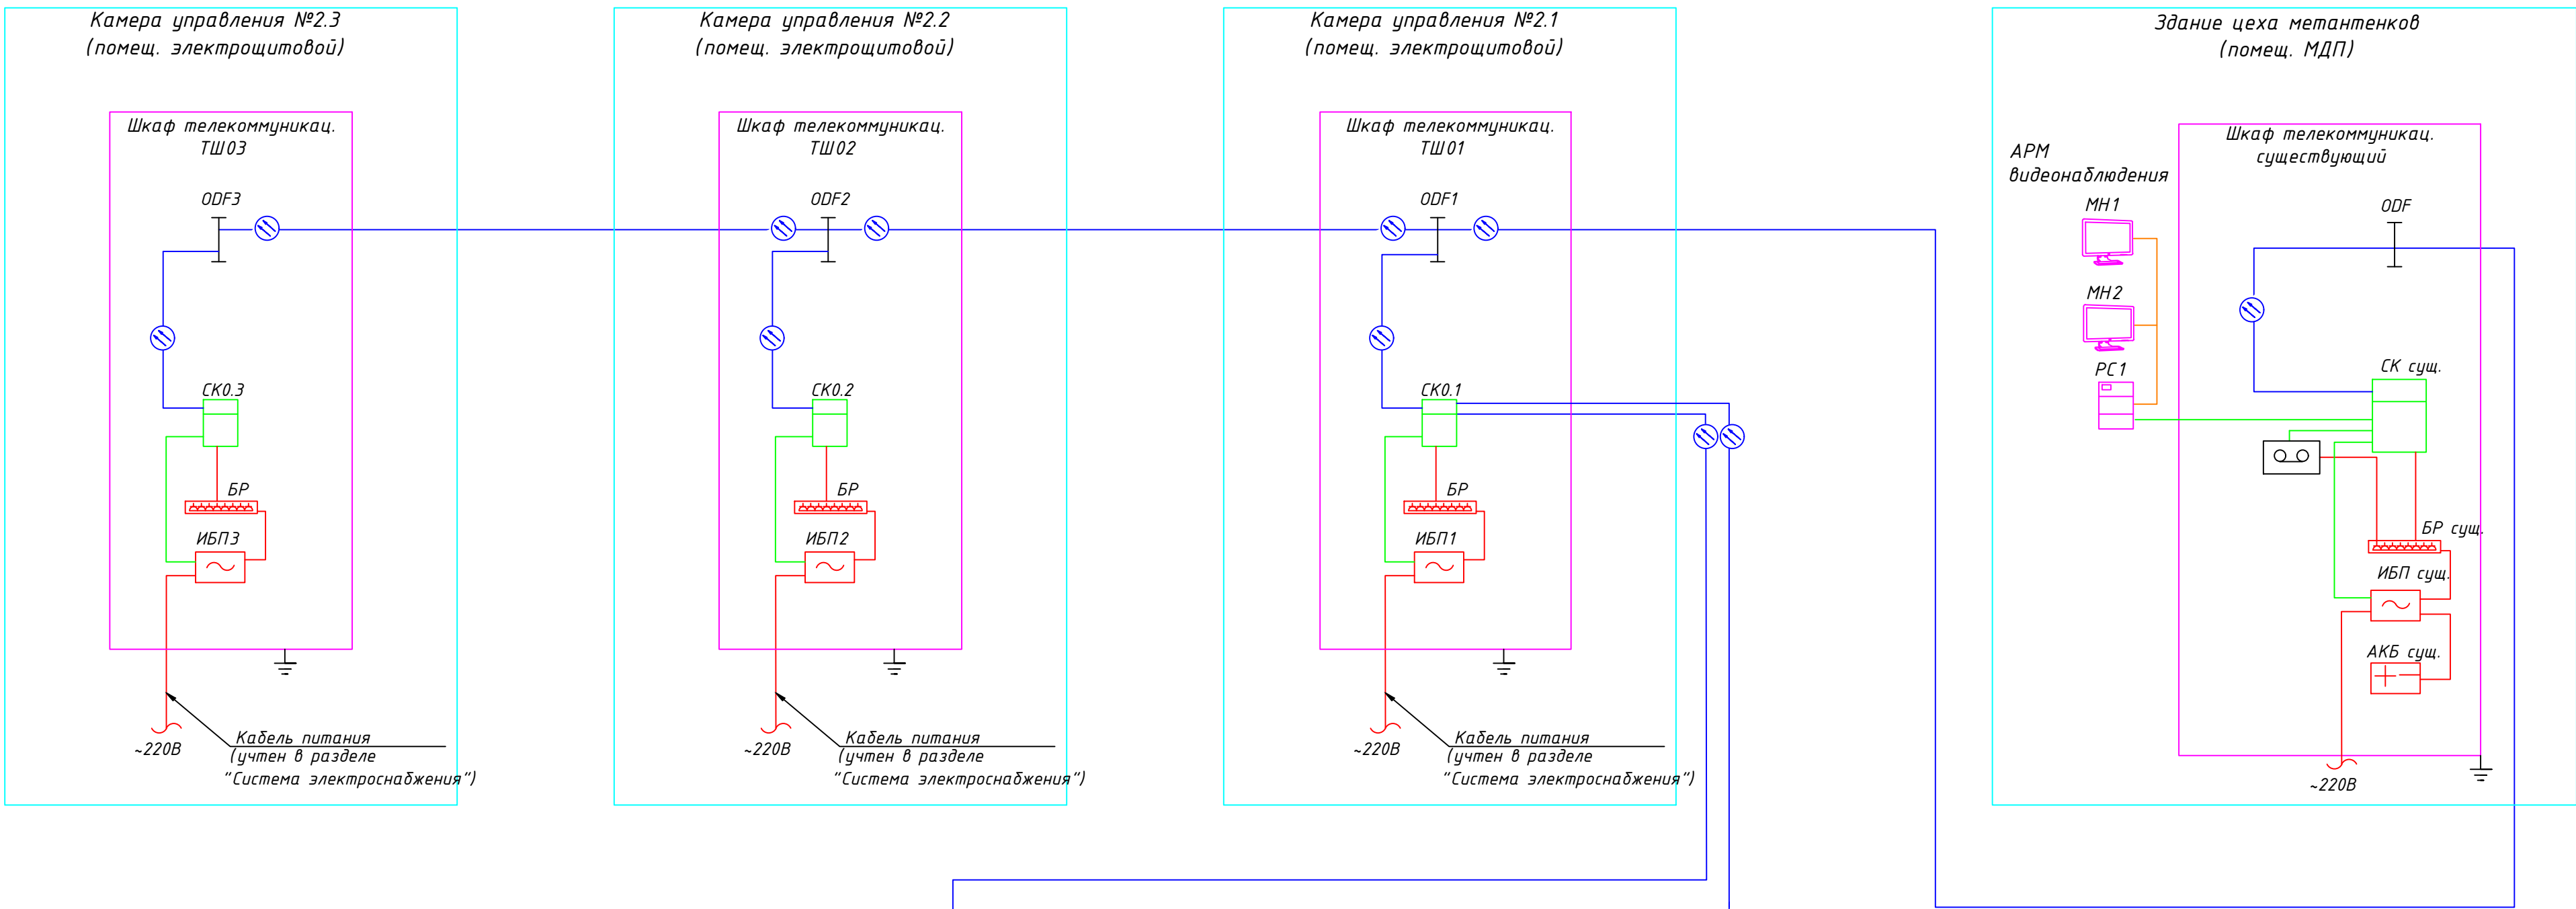 Камера управления №2.3
(помещ. электрощитовой)
Шкаф телекоммуникац.
ТШ03
ODF3
СК0.3
БР
ИБП3
~220В
Кабель питания
(учтен в разделе
"Система электроснабжения")
Камера управления №2.2
(помещ. электрощитовой)
Шкаф телекоммуникац.
ТШ02
ODF2
СК0.2
БР
ИБП2
~220В
Кабель питания
(учтен в разделе
"Система электроснабжения")
Камера управления №2.1
(помещ. электрощитовой)
Шкаф телекоммуникац.
ТШ01
ODF1
СК0.1
БР
ИБП1
~220В
Кабель питания
(учтен в разделе
"Система электроснабжения")
Здание цеха метантенков
(помещ. МДП)
АРМ
видеонаблюдения
МН1
МН2
РС1
Шкаф телекоммуникац.
существующий
ODF
СК сущ.
БР сущ.
ИБП сущ.
АКБ сущ.
~220В